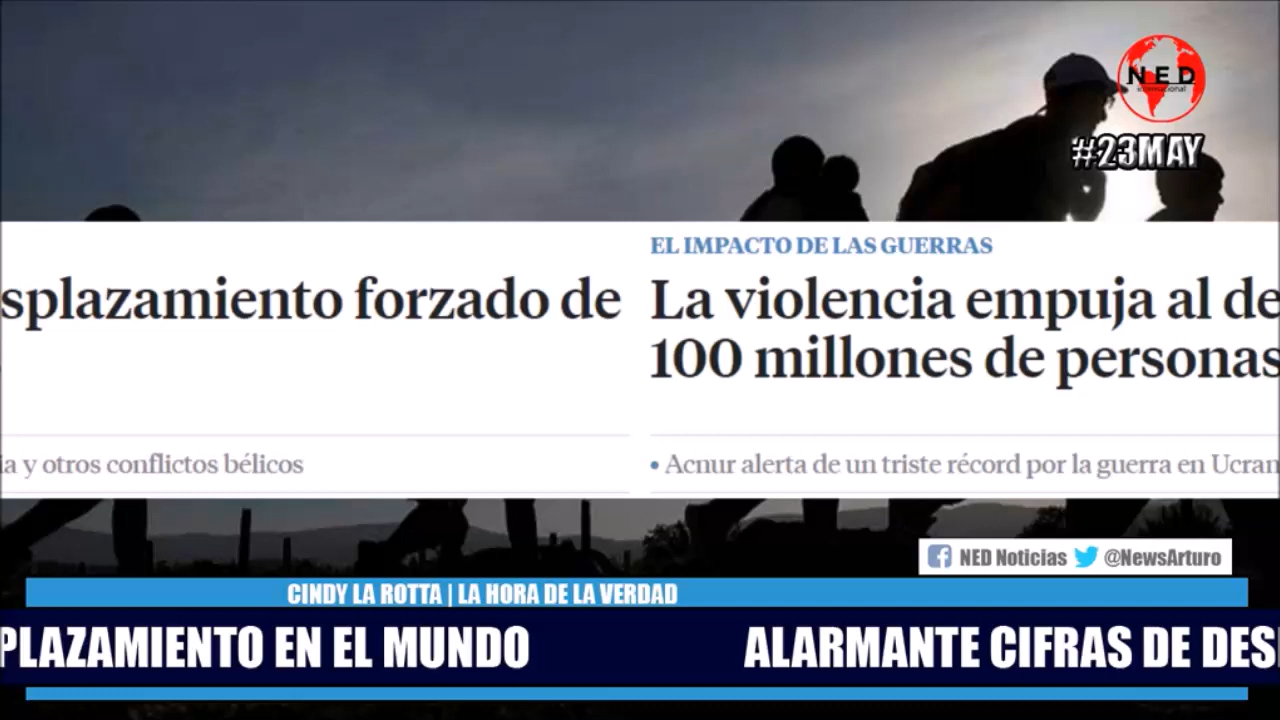 NED
internacional
#23MAY
EL IMPACTO DE LAS GUERRAS
splazamiento forzado de
La violencia empuja al de
100 millones de personas
ia y otros conflictos bélicos
• Acnur alerta de un triste récord por la guerra en Ucran
NED Noticias @NewsArturo
CINDY LA ROTTA | LA HORA DE LA VERDAD
PLAZAMIENTO EN EL MUNDO
ALARMANTE CIFRAS DE DES